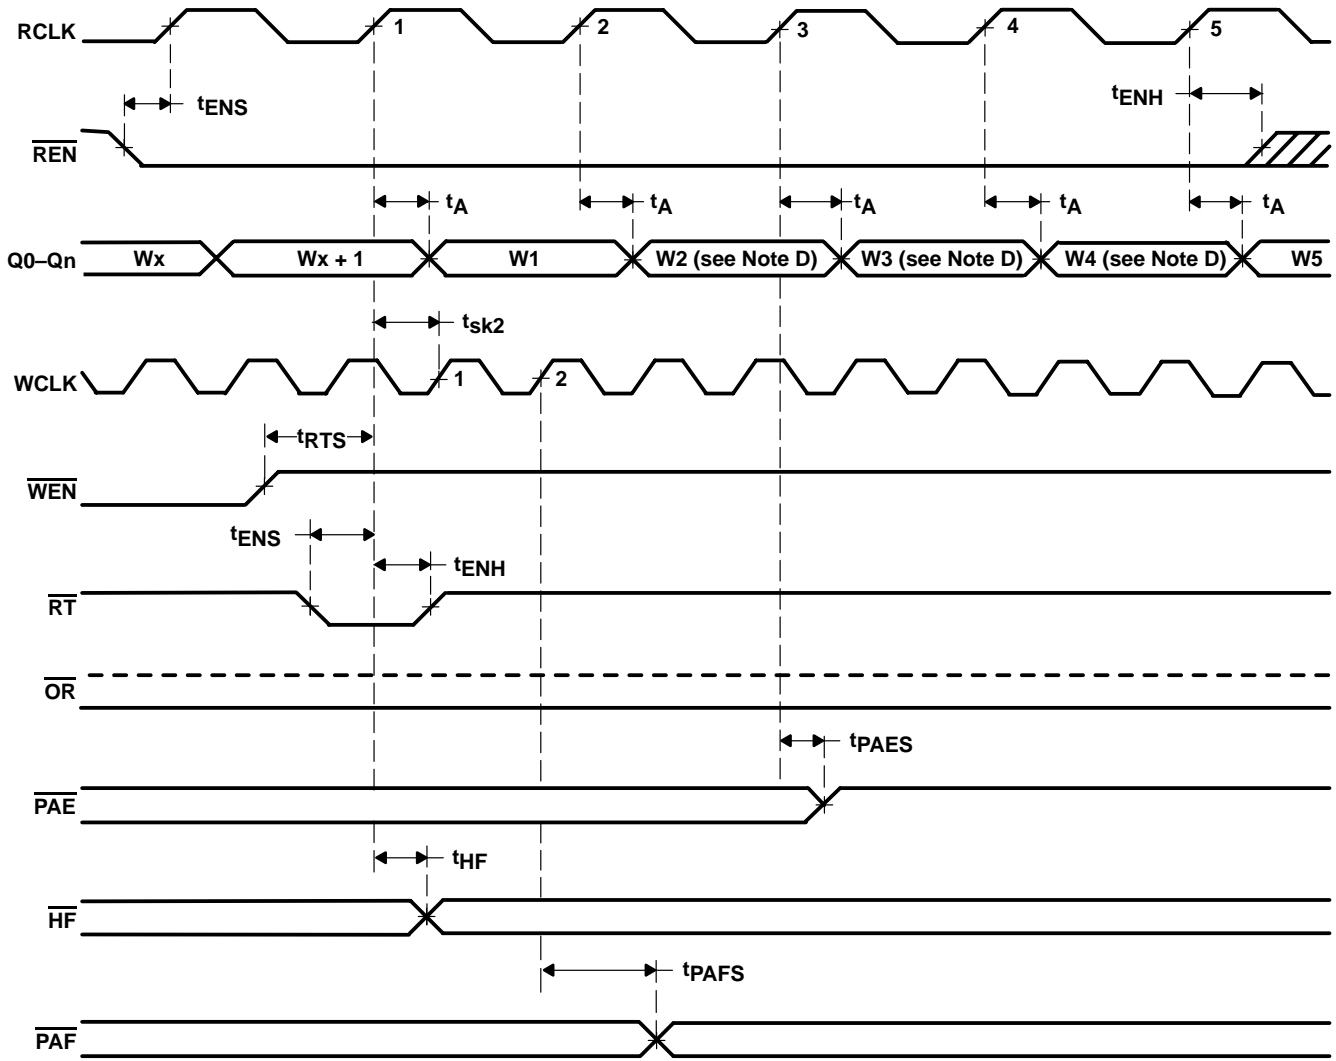 RCLK 1 2 3 4 5
tENS tENH
REN
tA tA tA tA tA
Q0–Qn Wx Wx + 1 W1 W2 (see Note D) W3 (see Note D) W4 (see Note D) W5
tsk2
WCLK 1 2
tRTS
WEN
tENS
tENH
RT
OR
tPAES
PAE
tHF
HF
tPAFS
PAF